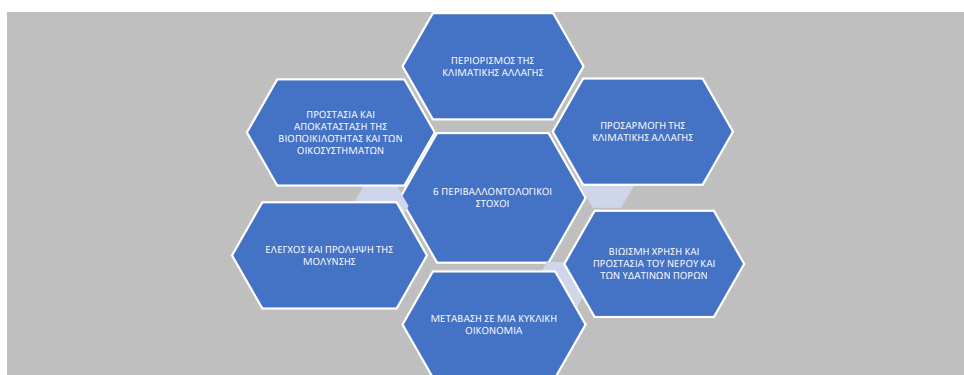 ΠΕΡΙΟΡΙΣΜΟΣ ΤΗΣ
ΚΛΙΜΑΤΙΚΗΣ ΑΛΛΑΓΗΣ
ΠΡΟΣΑΡΜΟΓΗ ΤΗΣ
ΚΛΙΜΑΤΙΚΗΣ ΑΛΛΑΓΗΣ
ΠΡΟΣΤΑΣΙΑ ΚΑΙ
ΑΠΟΚΑΤΑΣΤΑΣΗ ΤΗΣ
ΒΙΟΠΟΙΚΙΛΟΤΗΤΑΣ ΚΑΙ ΤΩΝ
ΟΙΚΟΣΥΣΤΗΜΑΤΩΝ
6 ΠΕΡΙΒΑΛΛΟΝΤΟΛΟΓΙΚΟΙ
ΣΤΟΧΟΙ
ΕΛΕΓΧΟΣ ΚΑΙ ΠΡΟΛΗΨΗ ΤΗΣ
ΜΟΛΥΝΣΗΣ
ΒΙΩΣΙΜΗ ΧΡΗΣΗ ΚΑΙ
ΠΡΟΣΤΑΣΙΑ ΤΟΥ ΝΕΡΟΥ ΚΑΙ
ΤΩΝ ΥΔΑΤΙΝΩΝ ΠΟΡΩΝ
ΜΕΤΑΒΑΣΗ ΣΕ ΜΙΑ ΚΥΚΛΙΚΗ
ΟΙΚΟΝΟΜΙΑ